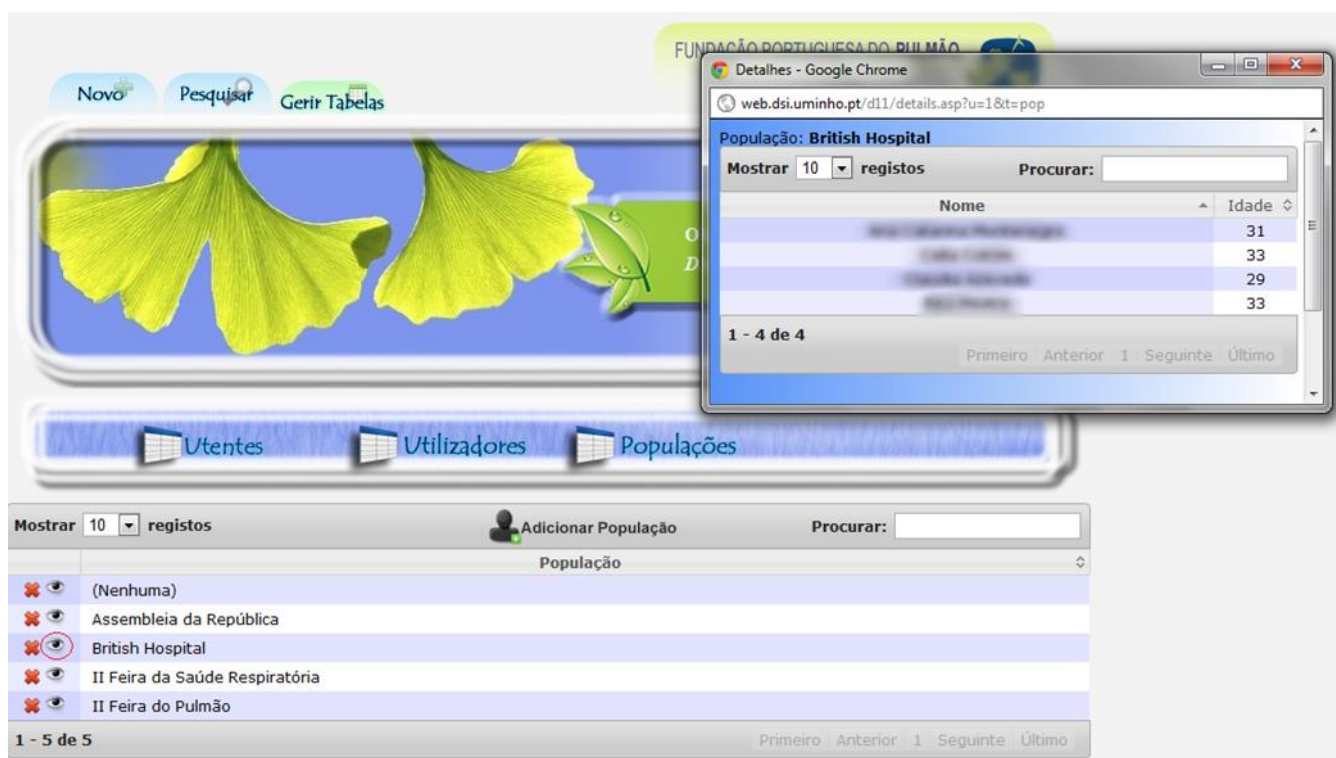 FUNDAÇÃO PORTUGUESA DO PULMÃO
Novo
Pesquisar
Gerir Tabelas
O
D
Detalhes - Google Chrome
web.dsi.uminho.pt/d11/details.asp?u=1&t=pop
População: British Hospital
Mostrar 10 registos Procurar:
Nome Idade
31
33
29
33
1 - 4 de 4
Primeiro Anterior 1 Seguinte Último
Utentes Utilizadores Populações
Mostrar 10 registos Adicionar População Procurar:
População
(Nenhuma)
Assembleia da República
British Hospital
II Feira da Saúde Respiratória
II Feira do Pulmão
1 - 5 de 5
Primeiro Anterior 1 Seguinte Último